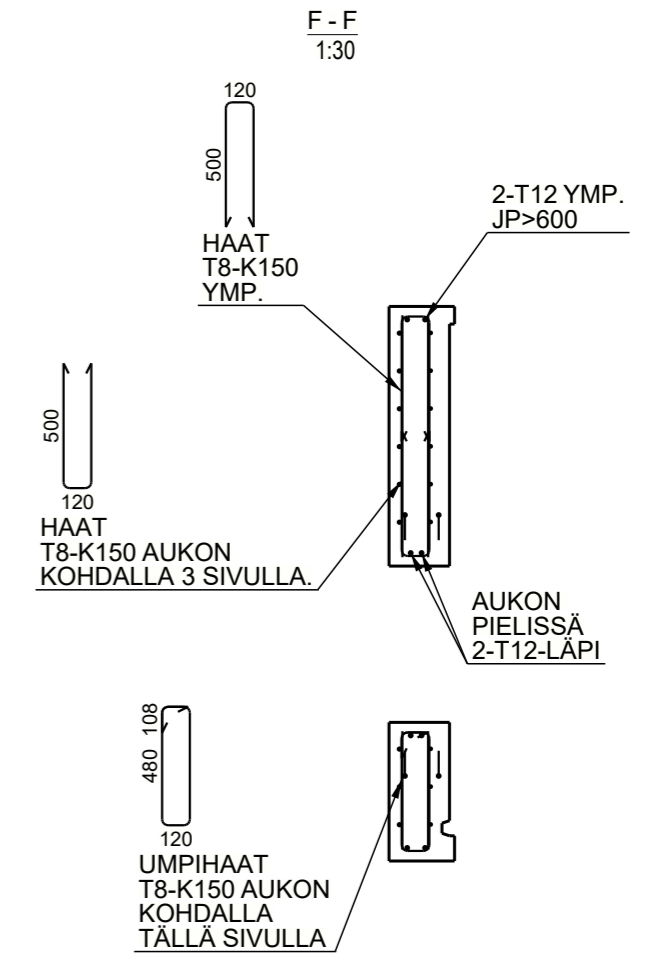 F - F
1:30
120
500
HAAT
T8-K150
YMP.
2-T12 YMP.
JP>600
500
120
HAAT
T8-K150 AUKON
KOHDALLA 3 SIVULLA.
AUKON
PIELISSÄ
2-T12-LÄPI
108
480
120
UMPIHAAT
T8-K150 AUKON
KOHDALLA
TÄLLÄ SIVULLA